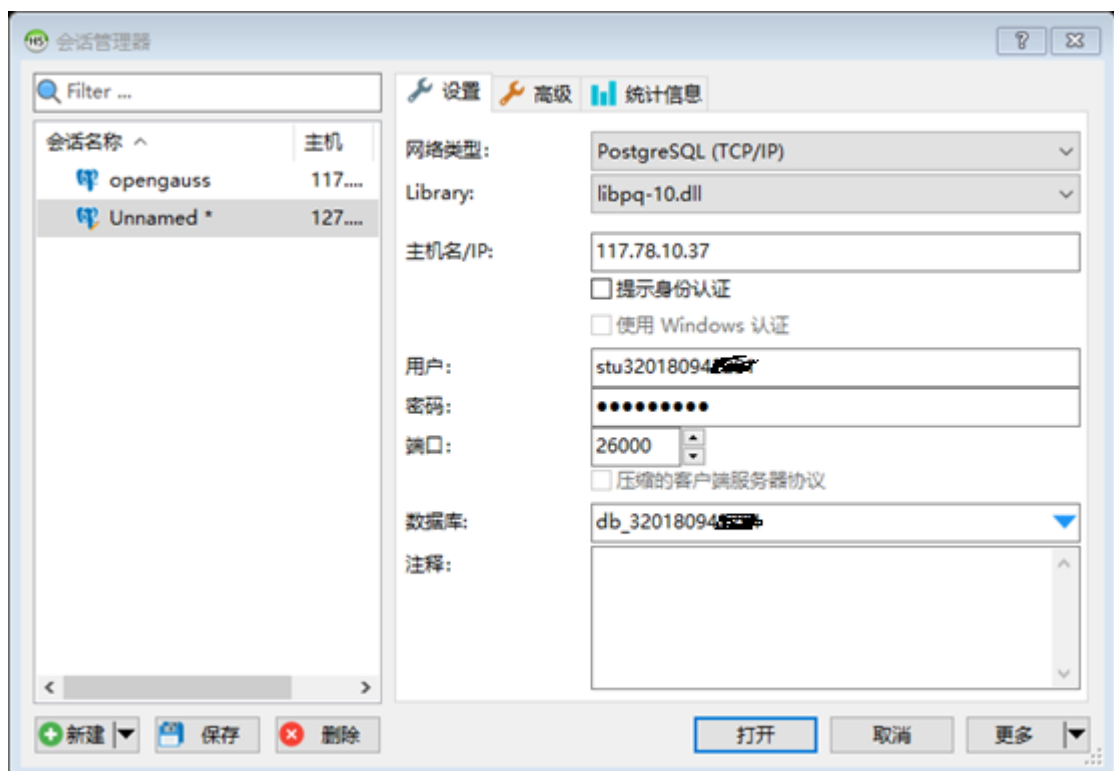 会话管理器
Filter ...
会话名称 主机
opengauss 117....
Unnamed * 127....
新建 保存 删除
设置 高级 统计信息
网络类型: PostgreSQL (TCP/IP)
Library: libpq-10.dll
主机名/IP: 117.78.10.37
提示身份认证
使用 Windows 认证
用户: stu32018094
密码: ●●●●●●●●●
端口: 26000
压缩的客户端服务器协议
数据库: db_32018094
注释:
打开 取消 更多